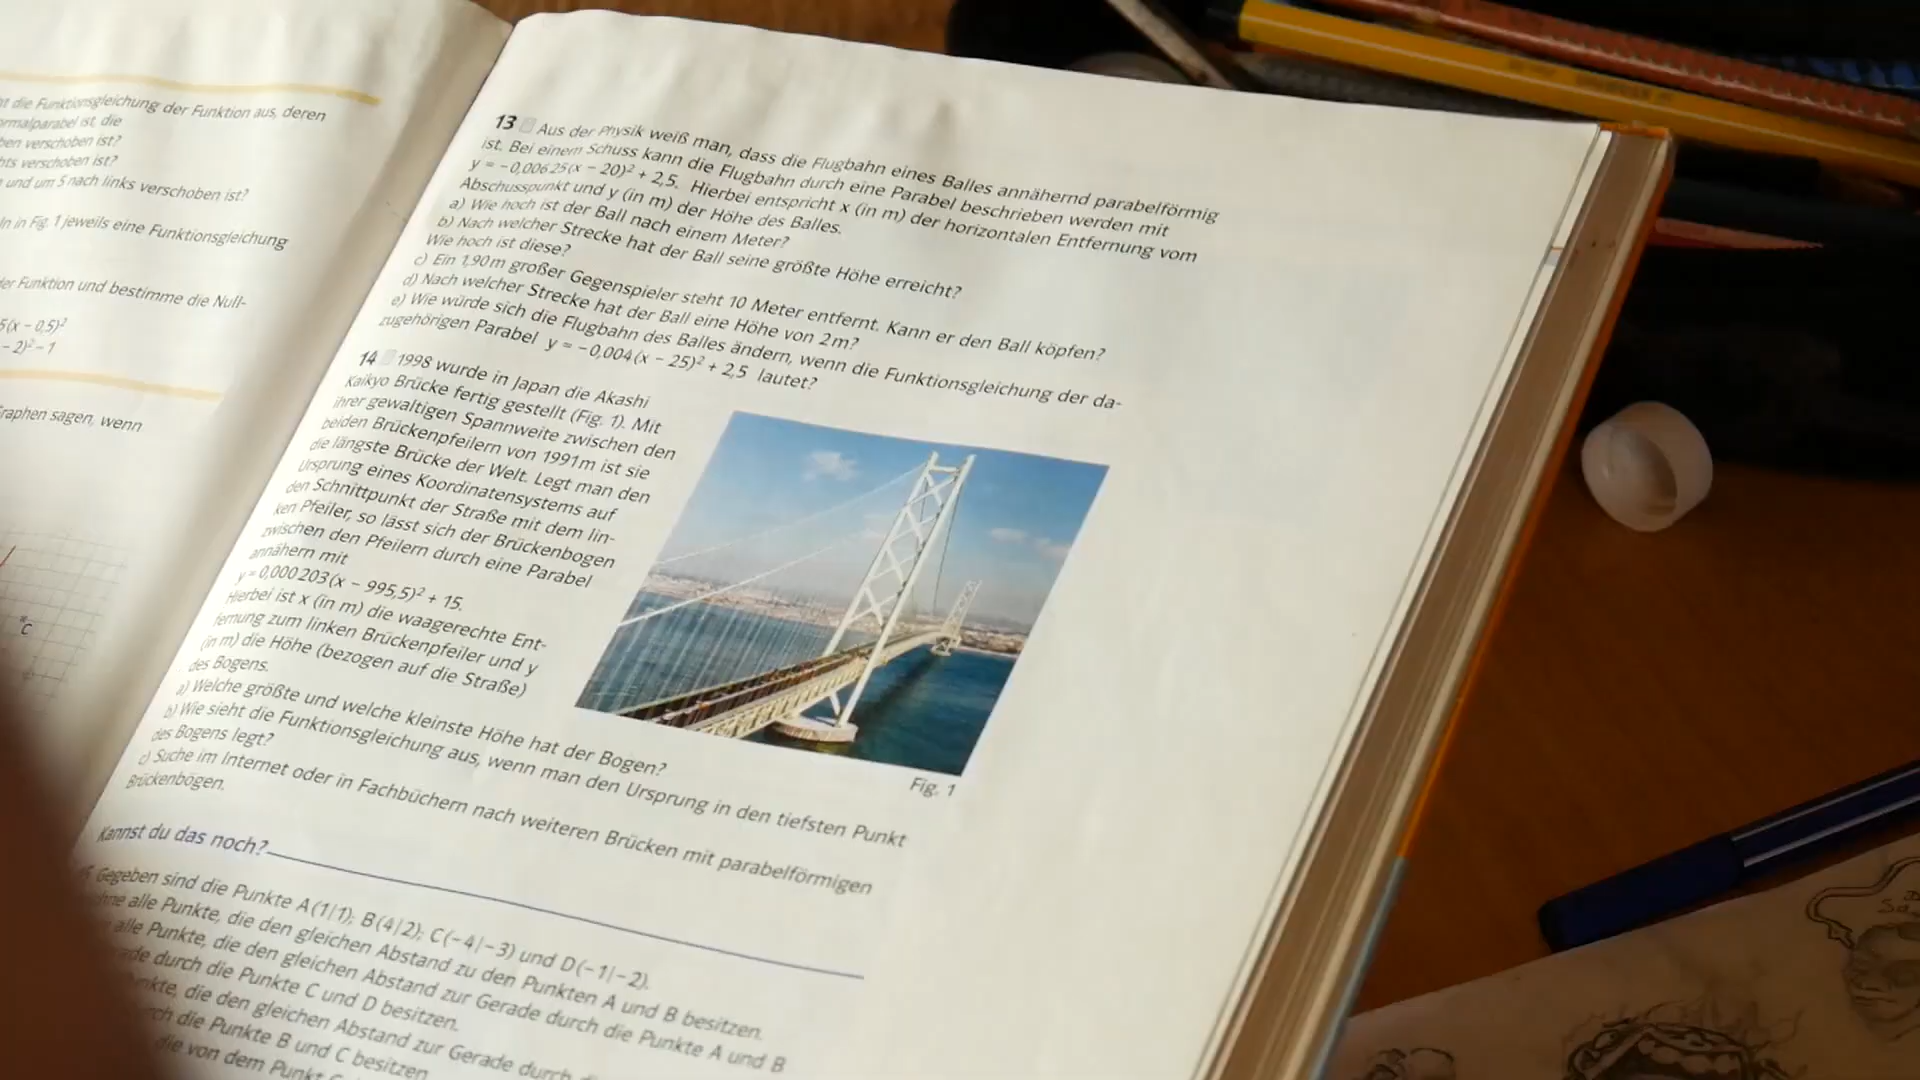 die Funktionsgleichung der Funktion aus, deren
ist, die
verschoben ist?
verschoben ist?
und um 5 nach links verschoben ist?
in Fig. 1 jeweils eine Funktionsgleichung
Funktion und bestimme die Null-
(x − 0,5)²
− 2)² − 1
Graphen sagen, wenn
°C
13 Aus der Physik weiß man, dass die Flugbahn eines Balles annähernd parabelförmig
ist. Bei einem Schuss kann die Flugbahn durch eine Parabel beschrieben werden mit
y = −0,00625(x − 20)² + 2,5. Hierbei entspricht x (in m) der horizontalen Entfernung vom
Abschusspunkt und y (in m) der Höhe des Balles.
a) Wie hoch ist der Ball nach einem Meter?
b) Nach welcher Strecke hat der Ball seine größte Höhe erreicht?
Wie hoch ist diese?
c) Ein 1,90 m großer Gegenspieler steht 10 Meter entfernt. Kann er den Ball köpfen?
d) Nach welcher Strecke hat der Ball eine Höhe von 2 m?
e) Wie würde sich die Flugbahn des Balles ändern, wenn die Funktionsgleichung der da-
zugehörigen Parabel y = −0,004(x − 25)² + 2,5 lautet?
14 1998 wurde in Japan die Akashi
Kaikyo Brücke fertig gestellt (Fig. 1). Mit
ihrer gewaltigen Spannweite zwischen den
beiden Brückenpfeilern von 1991 m ist sie
die längste Brücke der Welt. Legt man den
Ursprung eines Koordinatensystems auf
den Schnittpunkt der Straße mit dem lin-
ken Pfeiler, so lässt sich der Brückenbogen
zwischen den Pfeilern durch eine Parabel
annähern mit
y = 0,000203(x − 995,5)² + 15.
Hierbei ist x (in m) die waagerechte Ent-
fernung zum linken Brückenpfeiler und y
(in m) die Höhe (bezogen auf die Straße)
des Bogens.
a) Welche größte und welche kleinste Höhe hat der Bogen?
b) Wie sieht die Funktionsgleichung aus, wenn man den Ursprung in den tiefsten Punkt
des Bogens legt?
c) Suche im Internet oder in Fachbüchern nach weiteren Brücken mit parabelförmigen
Brückenbögen.
Fig. 1
Kannst du das noch?
Gegeben sind die Punkte A(1|1); B(4|2); C(−4|−3) und D(−1|−2).
alle Punkte, die den gleichen Abstand zu den Punkten A und B besitzen.
alle Punkte, die den gleichen Abstand zur Gerade durch die Punkte A und B
durch die Punkte C und D besitzen.
die den gleichen Abstand zur Gerade durch
die Punkte B und C besitzen
die von dem Punkt